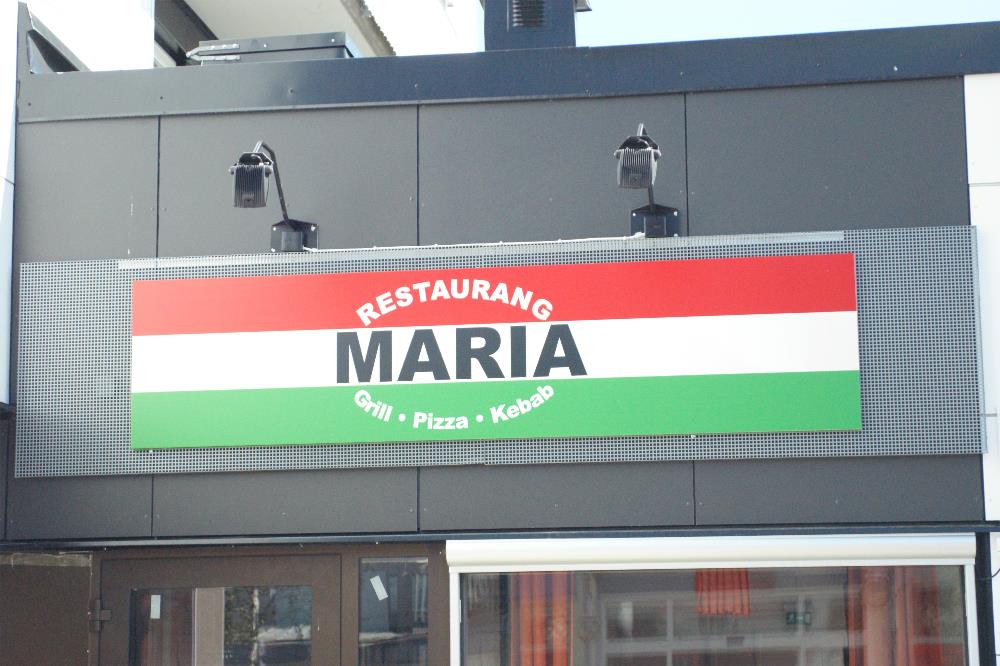 RESTAURANG
MARIA
Grill • Pizza • Kebab